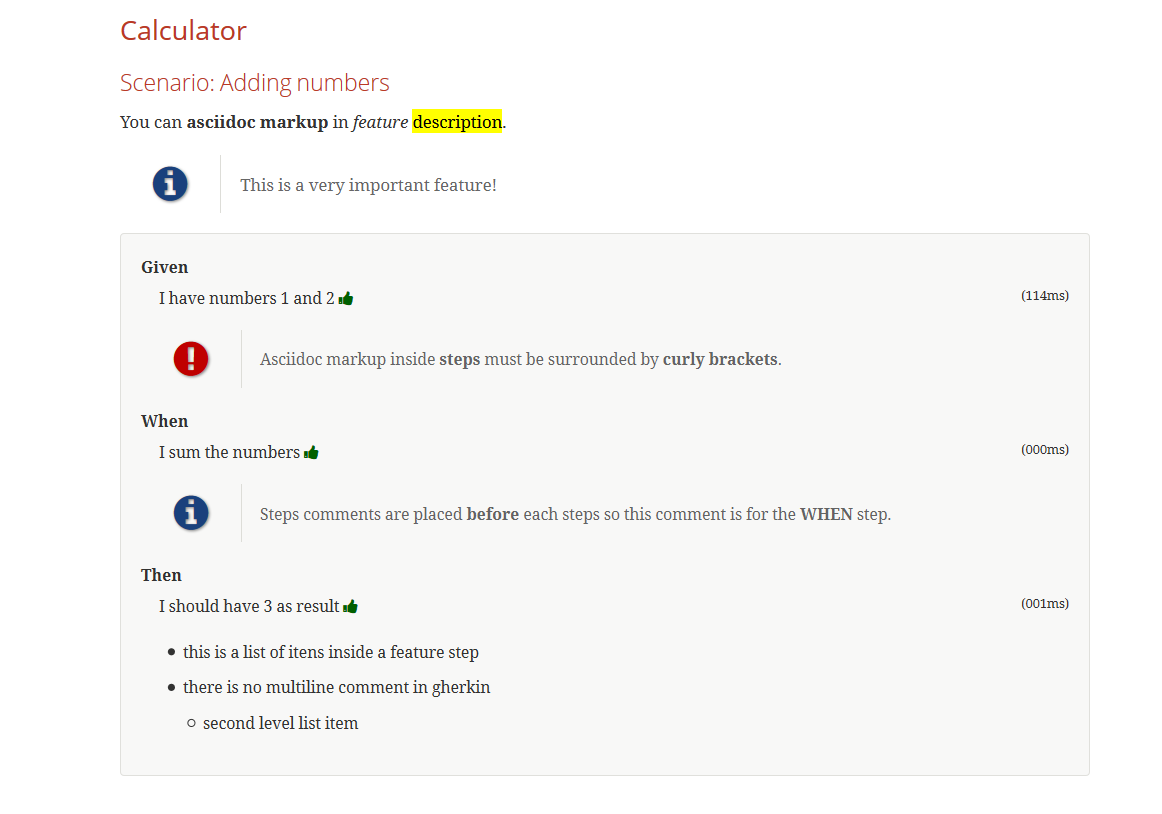 Calculator
Scenario: Adding numbers
You can asciidoc markup in feature description.
This is a very important feature!
Given
I have numbers 1 and 2 (114ms)
Asciidoc markup inside steps must be surrounded by curly brackets.
When
I sum the numbers (000ms)
Steps comments are placed before each steps so this comment is for the WHEN step.
Then
I should have 3 as result (001ms)
this is a list of itens inside a feature step
there is no multiline comment in gherkin
second level list item